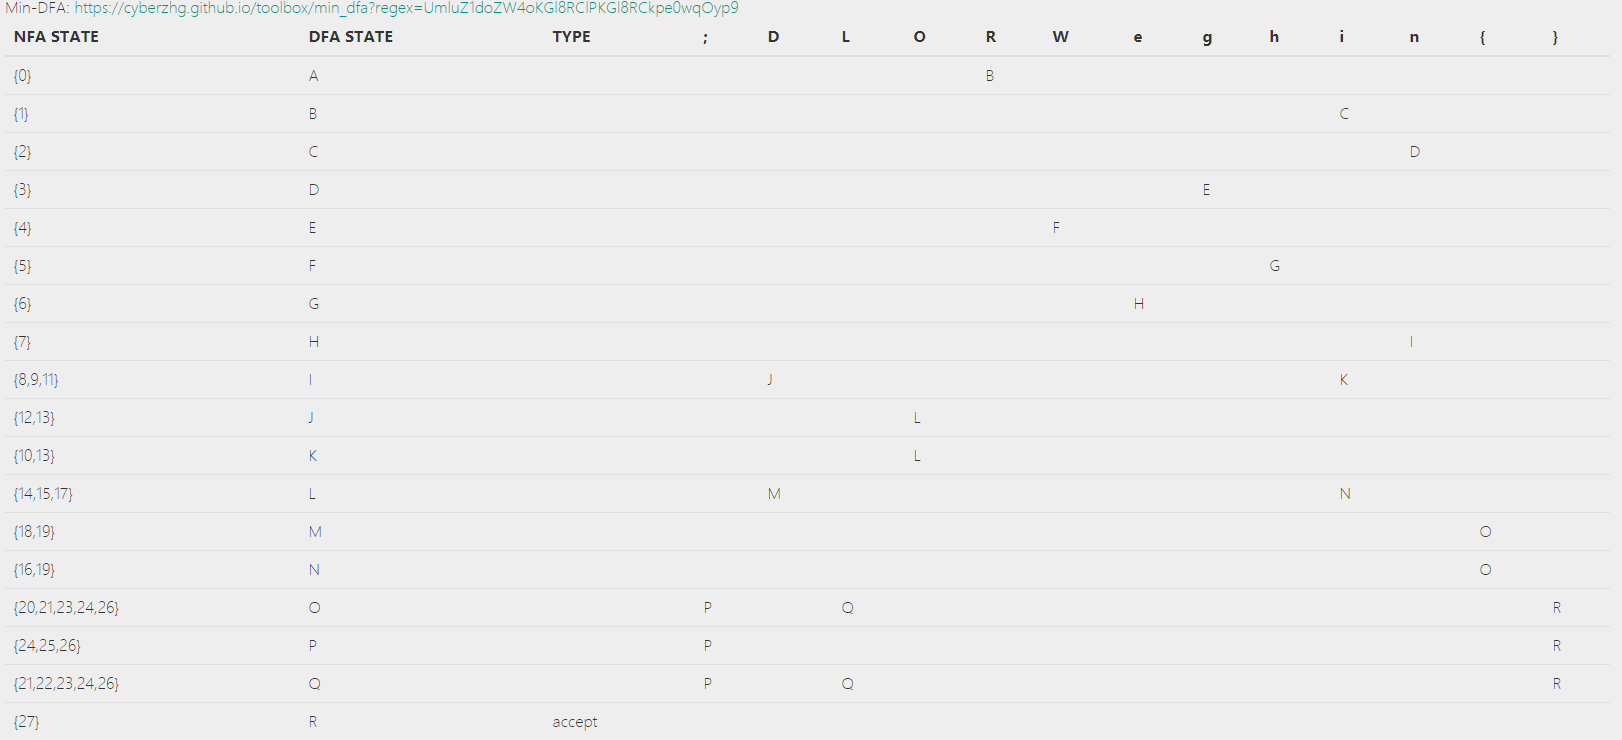 Min-DFA: https://cyberzhg.github.io/toolbox/min_dfa?regex=UmluZ1doZW4oKGl8RClPKGl8RCkpe0wqOyp9
NFA STATE DFA STATE TYPE ; D L O R W e g h i n { }
{0} A B
{1} B C
{2} C D
{3} D E
{4} E F
{5} F G
{6} G H
{7} H I
{8,9,11} I J K
{12,13} J L
{10,13} K L
{14,15,17} L M N
{18,19} M O
{16,19} N O
{20,21,23,24,26} O P Q R
{24,25,26} P P R
{21,22,23,24,26} Q P Q R
{27} R accept